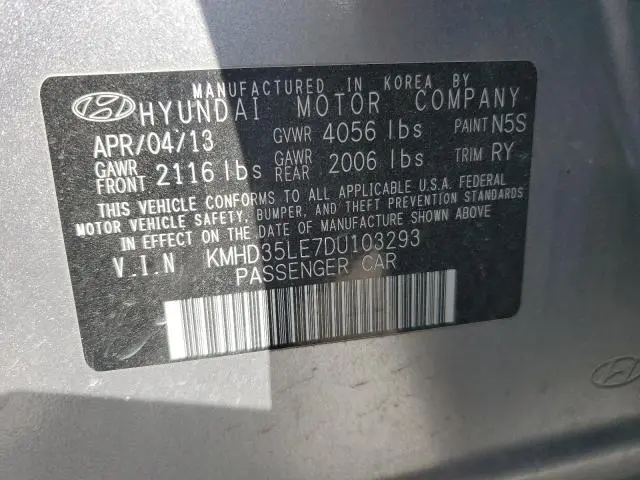 MANUFACTURED IN KOREA BY
HYUNDAI MOTOR COMPANY
APR/04/13 GVWR 4056 lbs PAINT N5S
GAWR FRONT 2116 lbs GAWR REAR 2006 lbs TRIM RY
THIS VEHICLE CONFORMS TO ALL APPLICABLE U.S.A. FEDERAL
MOTOR VEHICLE SAFETY, BUMPER, AND THEFT PREVENTION STANDARDS
IN EFFECT ON THE DATE OF MANUFACTURE SHOWN ABOVE
V.I.N KMHD35LE7DU103293
PASSENGER CAR